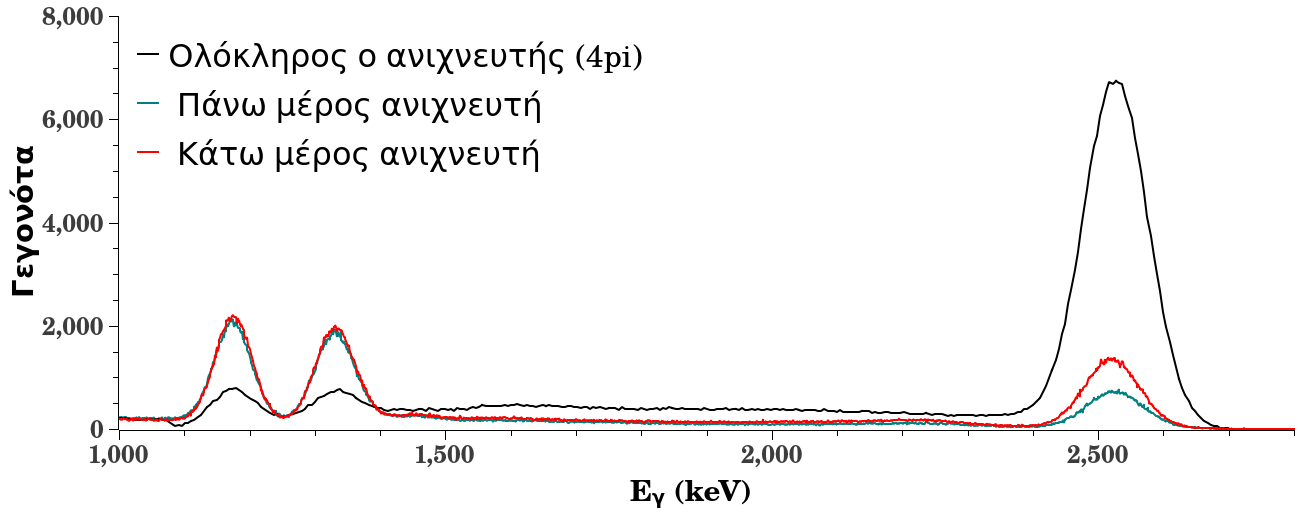 8,000
6,000
4,000
2,000
0
Γεγονότα
Ολόκληρος ο ανιχνευτής (4pi)
Πάνω μέρος ανιχνευτή
Κάτω μέρος ανιχνευτή
1,000 1,500 2,000 2,500
Eγ (keV)